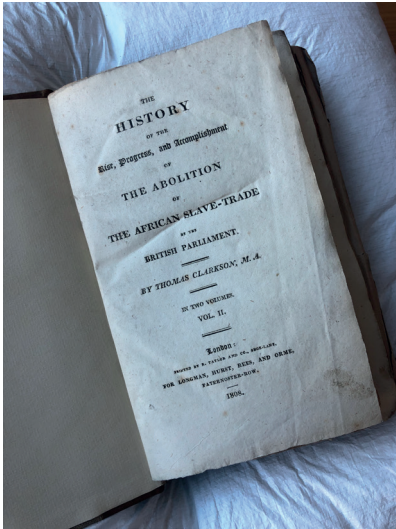 THE
HISTORY
OF THE
Rise, Progress, and Accomplishment
OF
THE ABOLITION
OF
THE AFRICAN SLAVE-TRADE
BY THE
BRITISH PARLIAMENT.
BY THOMAS CLARKSON, M. A.
IN TWO VOLUMES.
VOL. II.
London:
PRINTED BY R. TAYLOR AND CO., SHOE-LANE,
FOR LONGMAN, HURST, REES, AND ORME,
PATERNOSTER-ROW.
1808.